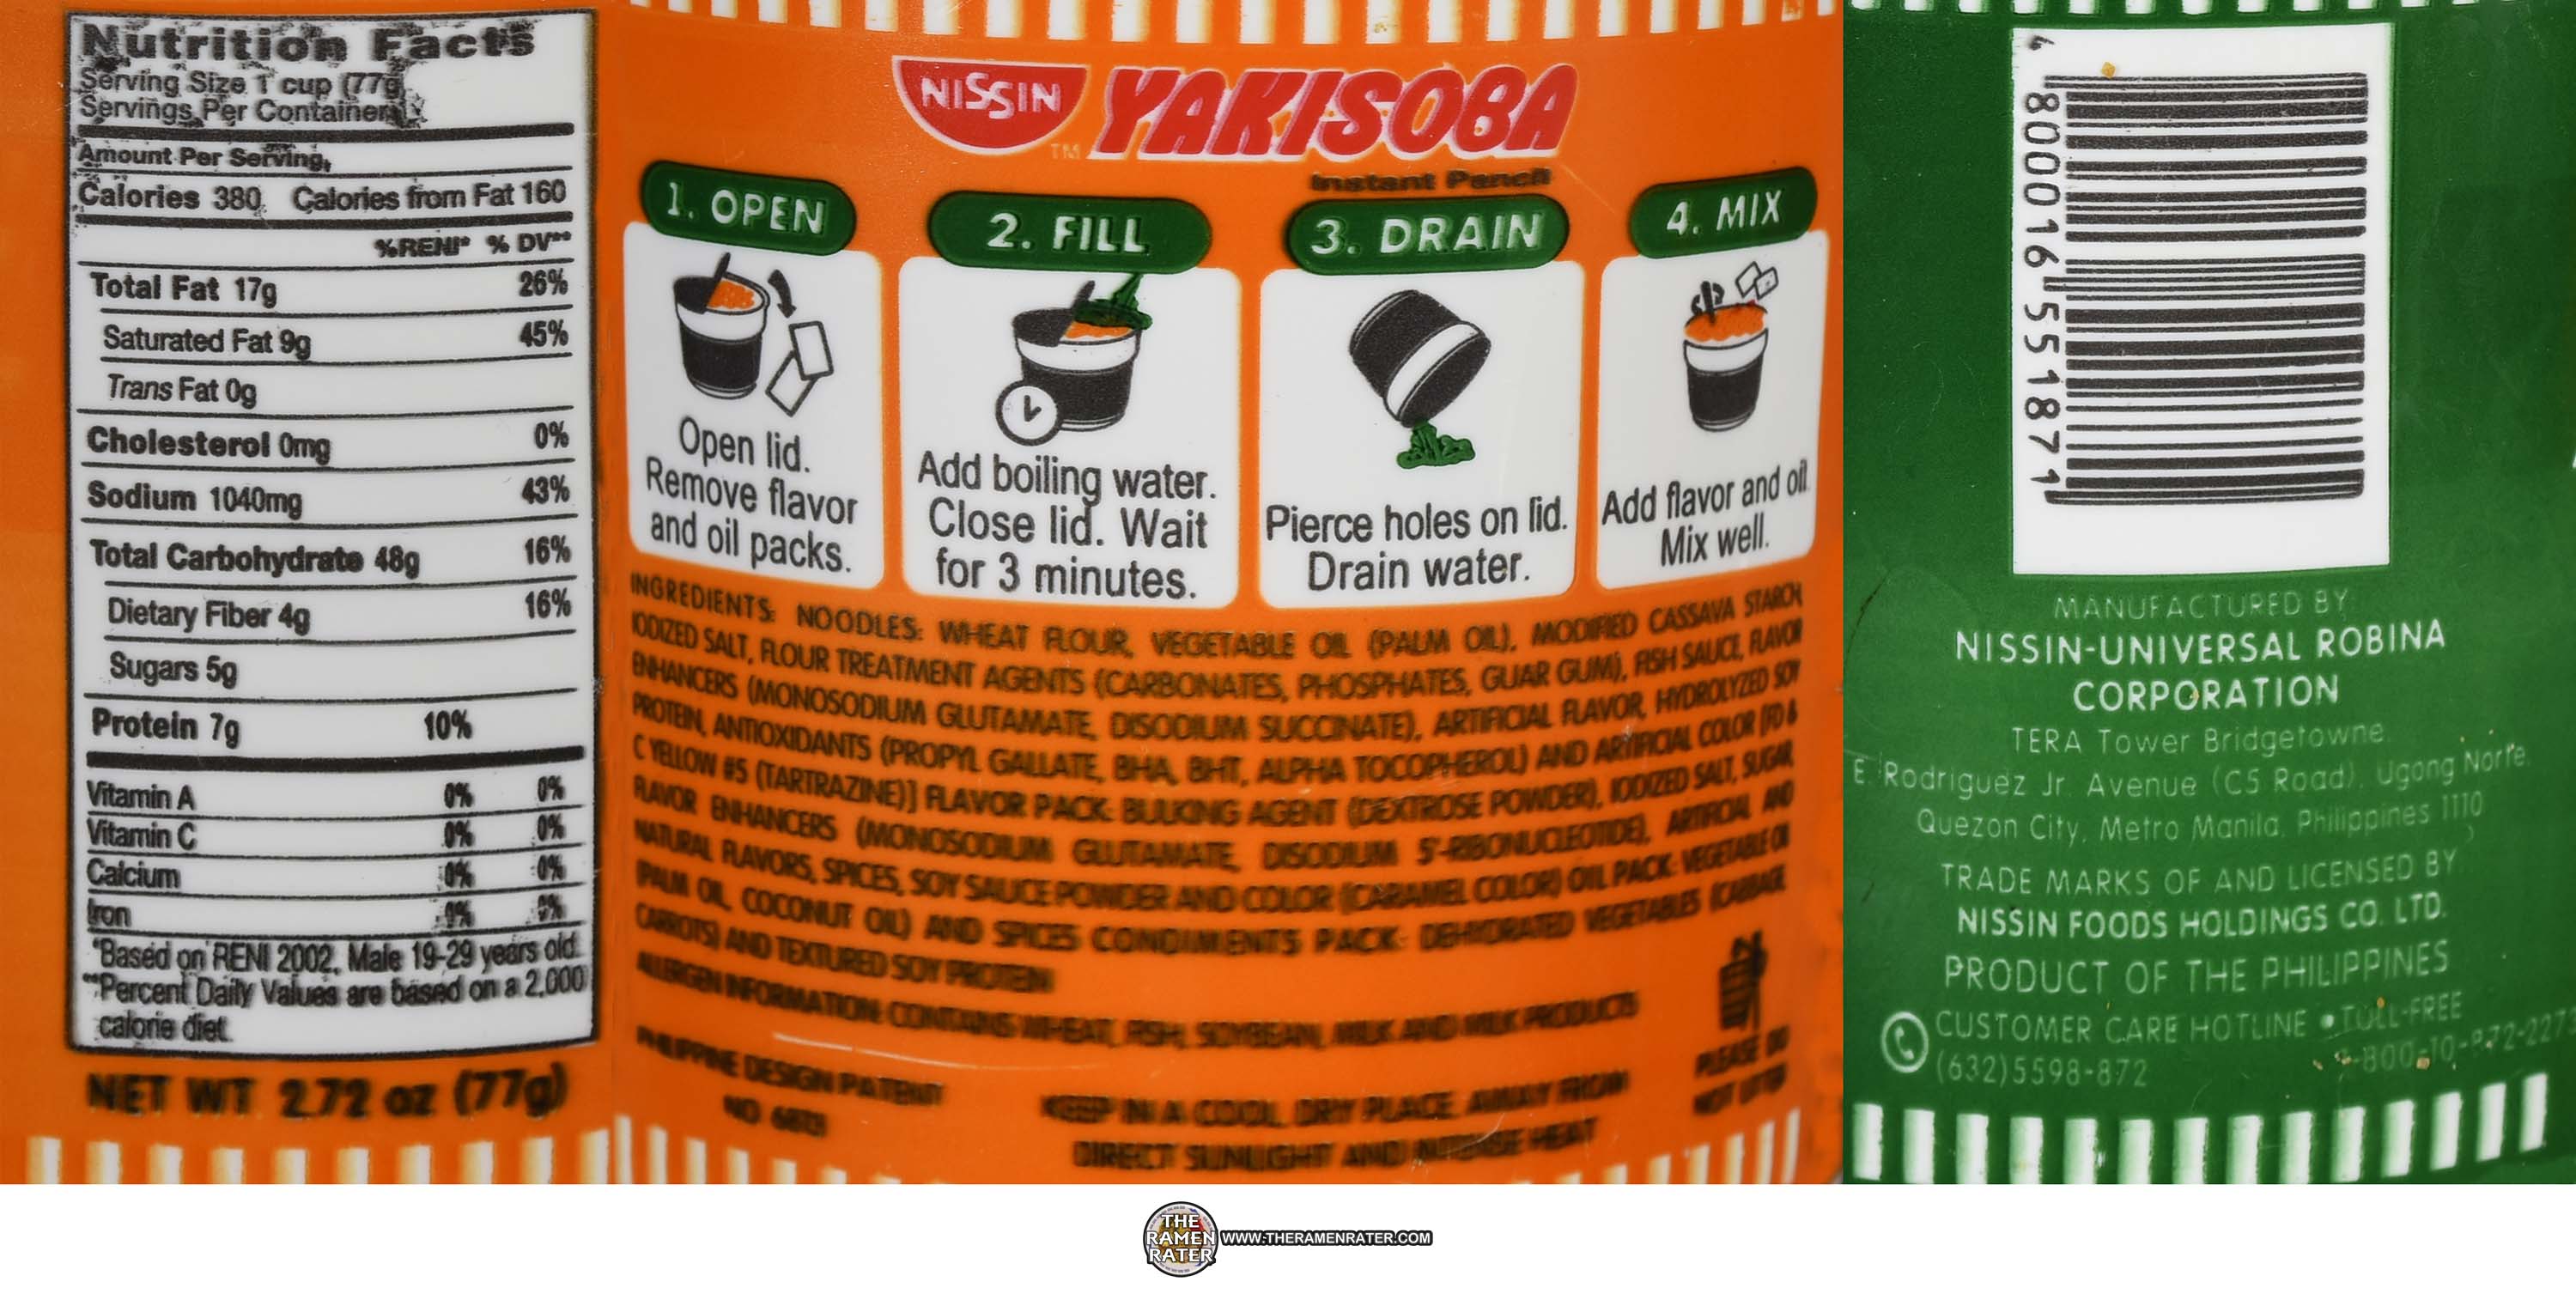 Nutrition Facts
Serving Size 1 cup (77g)
Servings Per Container 1
Amount Per Serving
Calories 380 Calories from Fat 160
%RENI* % DV**
Total Fat 17g 26%
Saturated Fat 9g 45%
Trans Fat 0g
Cholesterol 0mg 0%
Sodium 1040mg 43%
Total Carbohydrate 48g 16%
Dietary Fiber 4g 16%
Sugars 5g
Protein 7g 10%
Vitamin A 0% 0%
Vitamin C 0% 0%
Calcium 0% 0%
Iron 0% 0%
*Based on RENI 2002, Male 19-29 years old.
**Percent Daily Values are based on a 2,000
calorie diet.
NET WT 2.72 oz (77g)
NISSIN YAKISOBA
TM
Instant Pancit
1. OPEN
Open lid.
Remove flavor
and oil packs.
2. FILL
Add boiling water.
Close lid. Wait
for 3 minutes.
3. DRAIN
Pierce holes on lid.
Drain water.
4. MIX
Add flavor and oil.
Mix well.
INGREDIENTS: NOODLES: WHEAT FLOUR, VEGETABLE OIL (PALM OIL), MODIFIED CASSAVA STARCH,
IODIZED SALT, FLOUR TREATMENT AGENTS (CARBONATES, PHOSPHATES, GUAR GUM), FISH SAUCE, FLAVOR
ENHANCERS (MONOSODIUM GLUTAMATE, DISODIUM SUCCINATE), ARTIFICIAL FLAVOR, HYDROLYZED SOY
PROTEIN, ANTIOXIDANTS (PROPYL GALLATE, BHA, BHT, ALPHA TOCOPHEROL) AND ARTIFICIAL COLOR [FD &
C YELLOW #5 (TARTRAZINE)] FLAVOR PACK: BULKING AGENT (DEXTROSE POWDER), IODIZED SALT, SUGAR,
FLAVOR ENHANCERS (MONOSODIUM GLUTAMATE, DISODIUM 5'-RIBONUCLEOTIDE), ARTIFICIAL AND
NATURAL FLAVORS, SPICES, SOY SAUCE POWDER AND COLOR (CARAMEL COLOR) OIL PACK: VEGETABLE OIL
(PALM OIL, COCONUT OIL) AND SPICES CONDIMENTS PACK: DEHYDRATED VEGETABLES (CABBAGE,
CARROTS) AND TEXTURED SOY PROTEIN
ALLERGEN INFORMATION: CONTAINS WHEAT, FISH, SOYBEAN, MILK AND MILK PRODUCTS
PHILIPPINE DESIGN PATENT
NO
KEEP IN A COOL, DRY PLACE, AWAY FROM
DIRECT SUNLIGHT AND INTENSE HEAT
PLEASE DO
NOT LITTER
4 800016 551871
MANUFACTURED BY
NISSIN-UNIVERSAL ROBINA
CORPORATION
TERA Tower Bridgetowne,
E. Rodriguez Jr. Avenue (C5 Road), Ugong Norte,
Quezon City, Metro Manila, Philippines 1110
TRADE MARKS OF AND LICENSED BY
NISSIN FOODS HOLDINGS CO. LTD.
PRODUCT OF THE PHILIPPINES
CUSTOMER CARE HOTLINE • TOLL-FREE
(632)5598-872
THE
RAMEN
RATER
WWW.THERAMENRATER.COM